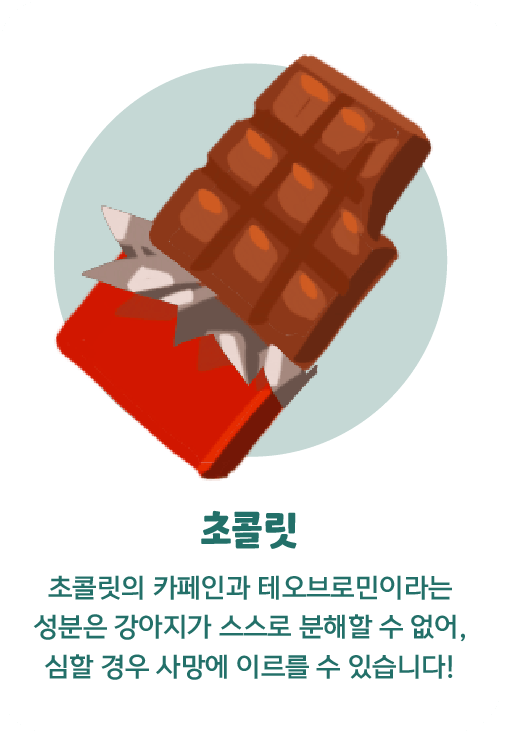 초콜릿
초콜릿의 카페인과 테오브로민이라는
성분은 강아지가 스스로 분해할 수 없어,
심할 경우 사망에 이르를 수 있습니다!